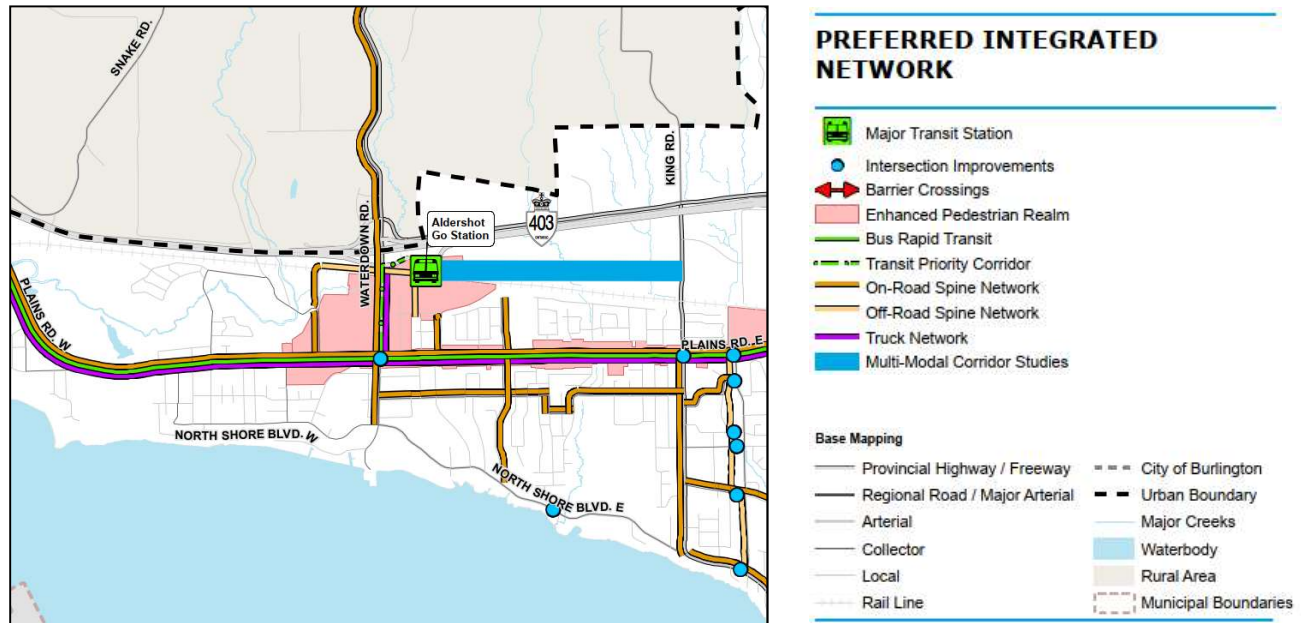 SNAKE RD.
WATERDOWN RD.
KING RD.
403
Aldershot
Go Station
PLAINS RD. W
PLAINS RD. E
NORTH SHORE BLVD. W
NORTH SHORE BLVD. E
PREFERRED INTEGRATED
NETWORK
Major Transit Station
Intersection Improvements
Barrier Crossings
Enhanced Pedestrian Realm
Bus Rapid Transit
Transit Priority Corridor
On-Road Spine Network
Off-Road Spine Network
Truck Network
Multi-Modal Corridor Studies
Base Mapping
Provincial Highway / Freeway
Regional Road / Major Arterial
Arterial
Collector
Local
Rail Line
City of Burlington
Urban Boundary
Major Creeks
Waterbody
Rural Area
Municipal Boundaries